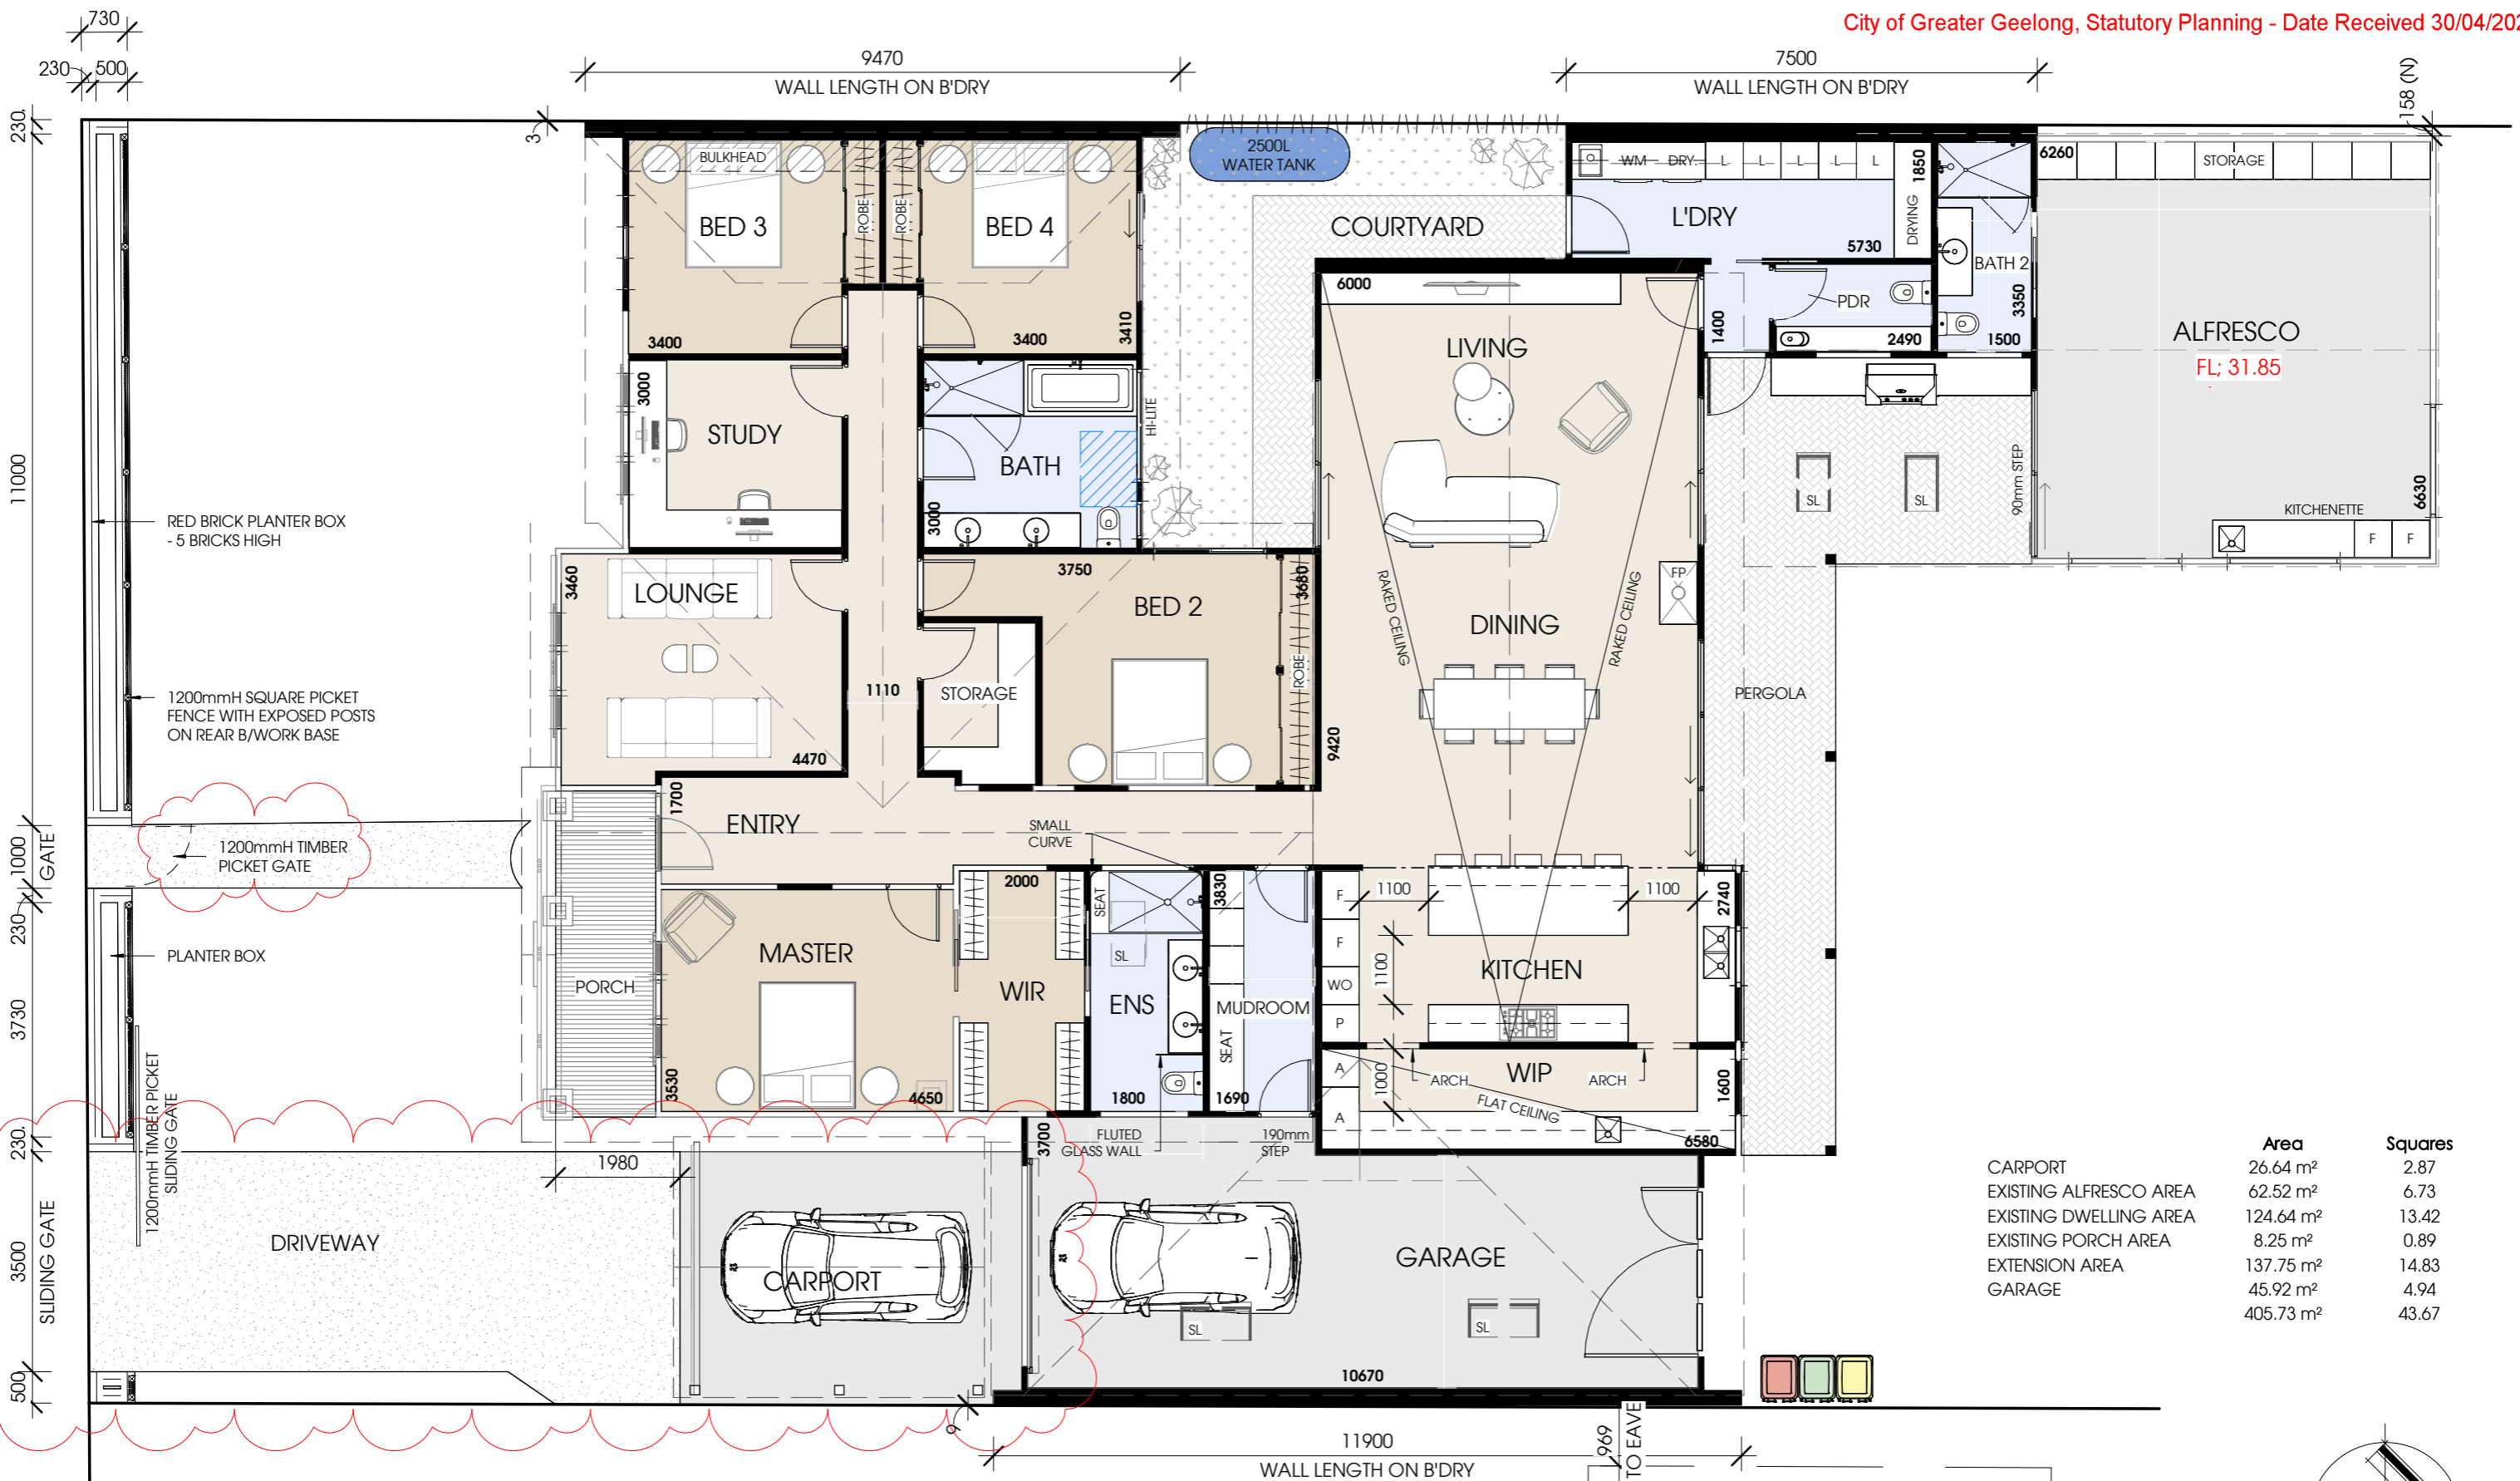 City of Greater Geelong, Statutory Planning - Date Received 30/04/202
730
230
500
9470
WALL LENGTH ON B'DRY
7500
WALL LENGTH ON B'DRY
158 (N)
230
3
11000
1000
GATE
230
3730
230
3500
SLIDING GATE
500
BULKHEAD
BED 3
ROBE
ROBE
BED 4
3400
3400
3410
2500L
WATER TANK
COURTYARD
WM
DRY.
L
L
L
L
L
1850
DRYING
L'DRY
5730
BATH 2
3350
1500
PDR
2490
1400
6260
STORAGE
ALFRESCO
FL; 31.85
6630
KITCHENETTE
F
F
90mm STEP
SL
SL
6000
LIVING
3000
STUDY
BATH
3000
HI-LITE
RED BRICK PLANTER BOX
- 5 BRICKS HIGH
3460
LOUNGE
4470
1110
3750
3680
BED 2
ROBE
STORAGE
RAKED CEILING
RAKED CEILING
FP
DINING
9420
PERGOLA
1200mmH SQUARE PICKET
FENCE WITH EXPOSED POSTS
ON REAR B/WORK BASE
1200mmH TIMBER
PICKET GATE
1700
ENTRY
SMALL
CURVE
PLANTER BOX
PORCH
MASTER
3530
4650
2000
WIR
SEAT
SL
ENS
1800
3830
MUDROOM
SEAT
1690
F
F
WO
P
1100
1100
1100
2740
KITCHEN
A
A
1000
ARCH
WIP
ARCH
FLAT CEILING
1600
6580
1200mmH TIMBER PICKET
SLIDING GATE
1980
3700
FLUTED
GLASS WALL
190mm
STEP
DRIVEWAY
CARPORT
GARAGE
SL
SL
10670
9
11900
WALL LENGTH ON B'DRY
969
TO EAVE
Area Squares
CARPORT 26.64 m² 2.87
EXISTING ALFRESCO AREA 62.52 m² 6.73
EXISTING DWELLING AREA 124.64 m² 13.42
EXISTING PORCH AREA 8.25 m² 0.89
EXTENSION AREA 137.75 m² 14.83
GARAGE 45.92 m² 4.94
405.73 m² 43.67